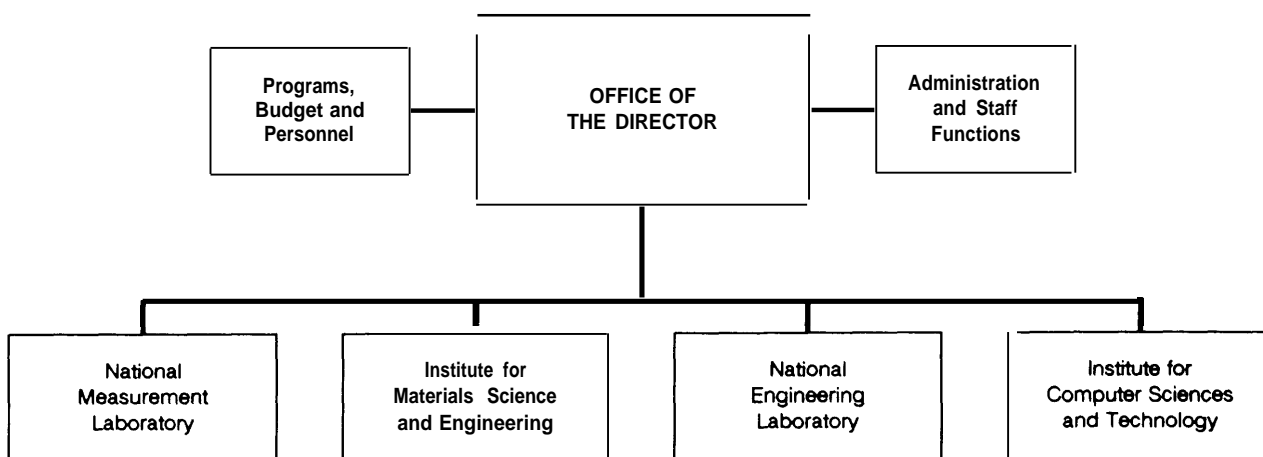 Programs,
Budget and
Personnel
OFFICE OF
THE DIRECTOR
Administration
and Staff
Functions
National
Measurement
Laboratory
Institute for
Materials Science
and Engineering
National
Engineering
Laboratory
Institute for
Computer Sciences
and Technology